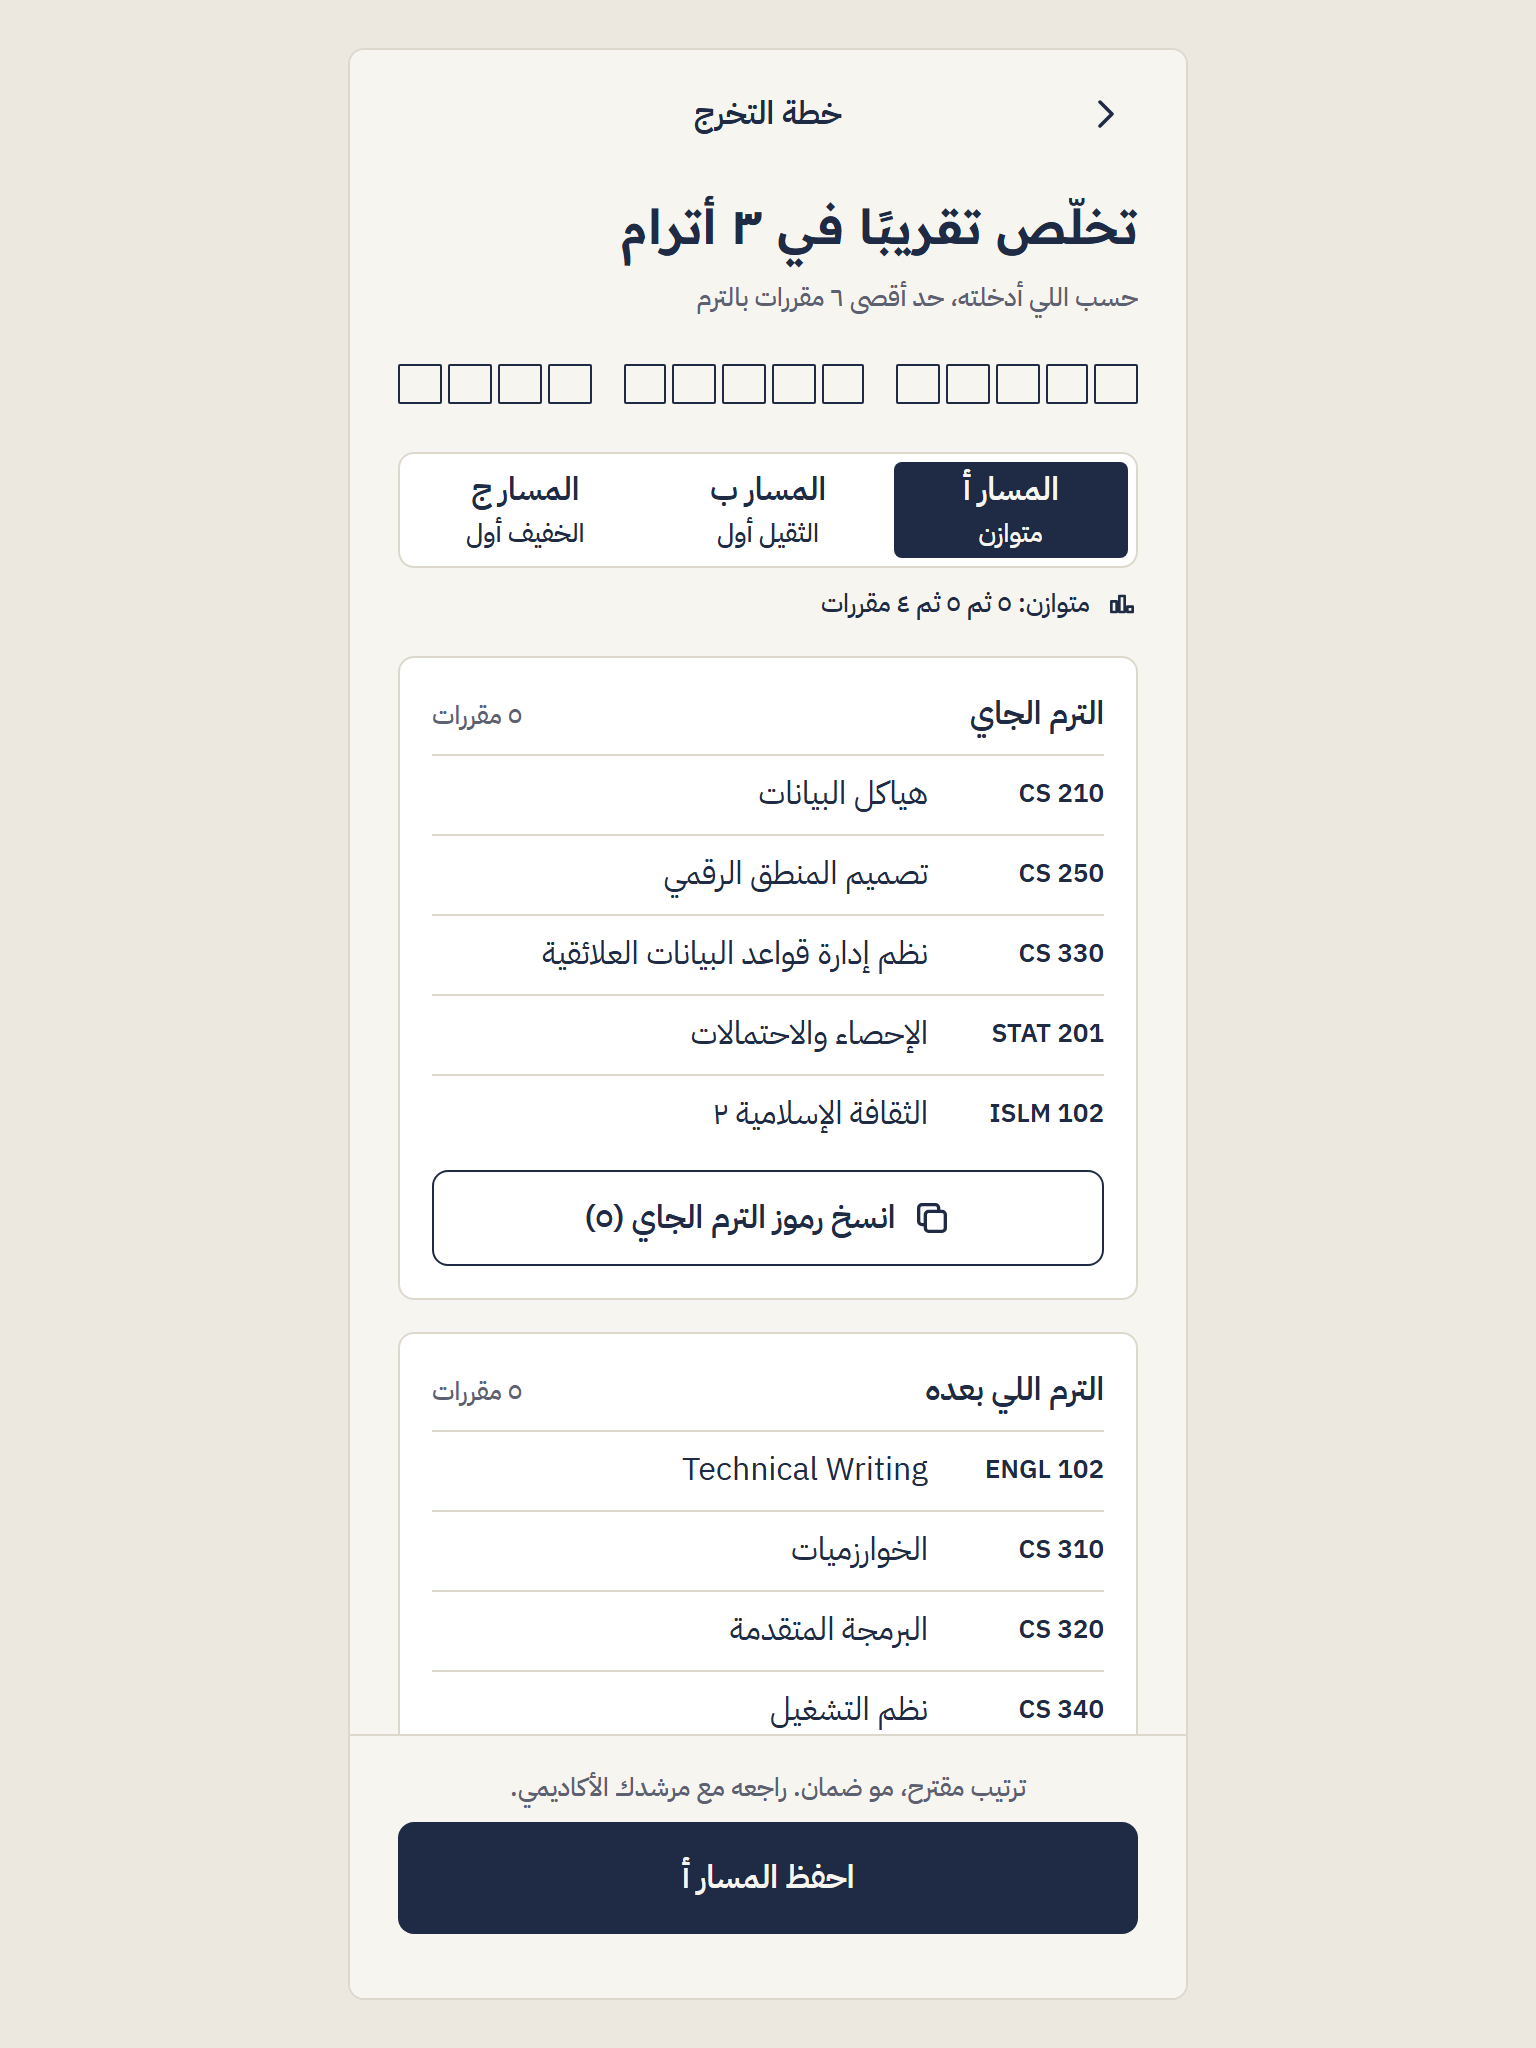 خطة التخرج
تخلّص تقريبًا في ٣ أترام
حسب اللي أدخلته، حد أقصى ٦ مقررات بالترم
المسار أ
متوازن
المسار ب
الثقيل أول
المسار ج
الخفيف أول
متوازن: ٥ ثم ٥ ثم ٤ مقررات
الترم الجاي
٥ مقررات
CS 210 هياكل البيانات
CS 250 تصميم المنطق الرقمي
CS 330 نظم إدارة قواعد البيانات العلائقية
STAT 201 الإحصاء والاحتمالات
ISLM 102 الثقافة الإسلامية ٢
انسخ رموز الترم الجاي (٥)
الترم اللي بعده
٥ مقررات
ENGL 102 Technical Writing
CS 310 الخوارزميات
CS 320 البرمجة المتقدمة
CS 340 نظم التشغيل
ترتيب مقترح، مو ضمان. راجعه مع مرشدك الأكاديمي.
احفظ المسار أ